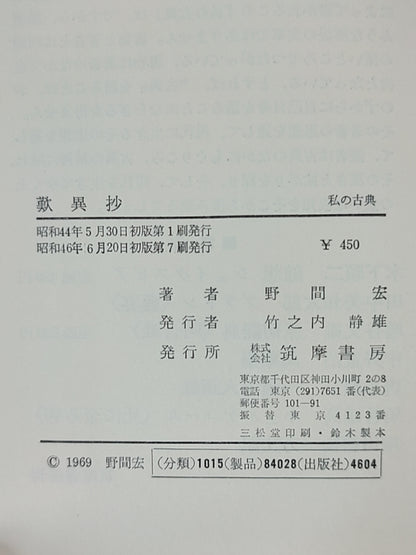 歎異抄 私の古典
昭和44年5月30日初版第1刷発行
昭和46年6月20日初版第7刷発行
¥ 450
著者 野間宏
発行者 竹之内静雄
発行所 株式会社 筑摩書房
東京都千代田区神田小川町2の8
電話 東京(291)7651番(代表)
郵便番号 101-91
振替東京4123番
三松堂印刷・鈴木製本
© 1969 野間宏 (分類)1015(製品)84028(出版社)4604